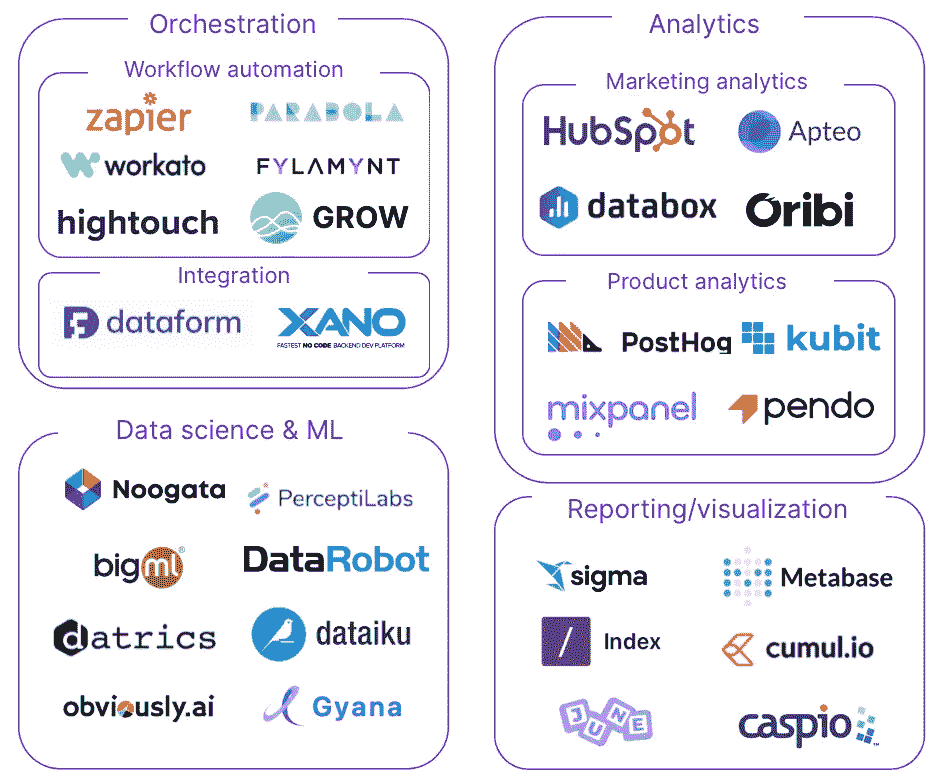 Orchestration
Workflow automation
zapier PARABOLA
workato FYLAMYNT
hightouch GROW
Integration
dataform XANO
FASTEST NO CODE BACKEND DEV PLATFORM
Data science & ML
Noogata PerceptiLabs
bigml® DataRobot
datrics dataiku
obviously.ai Gyana
Analytics
Marketing analytics
HubSpot Apteo
databox Oribi
Product analytics
PostHog kubit
mixpanel pendo
Reporting/visualization
sigma Metabase
/ Index cumul.io
JUNE caspio™